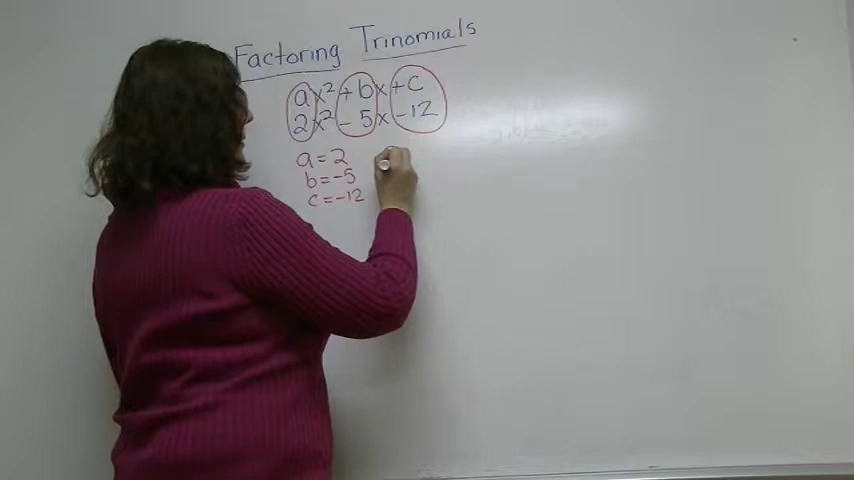 Factoring Trinomials
ax² + bx + c
2x² - 5x - 12
a = 2
b = -5
c = -12